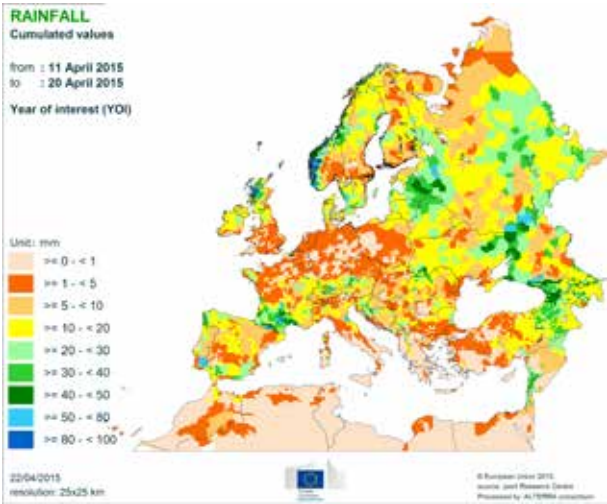 RAINFALL
Cumulated values
from : 11 April 2015
to : 20 April 2015
Year of interest (YOI)
Unit: mm
>= 0 - < 1
>= 1 - < 5
>= 5 - < 10
>= 10 - < 20
>= 20 - < 30
>= 30 - < 40
>= 40 - < 50
>= 50 - < 80
>= 80 - < 100
22/04/2015
resolution: 25x25 km
© European Union 2015
source: Joint Research Centre
Processed by ALTERRA consortium